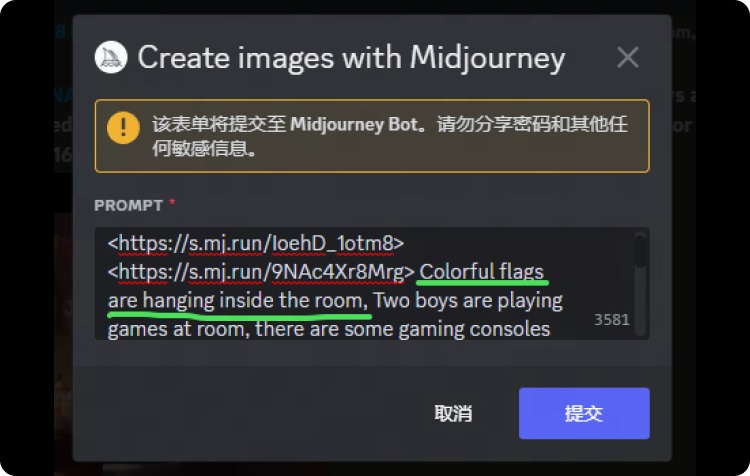 Create images with Midjourney
该表单将提交至 Midjourney Bot。请勿分享密码和其他任
何敏感信息。
PROMPT *
<https://s.mj.run/IoehD_1otm8>
<https://s.mj.run/9NAc4Xr8Mrg> Colorful flags
are hanging inside the room, Two boys are playing
games at room, there are some gaming consoles
3581
取消
提交